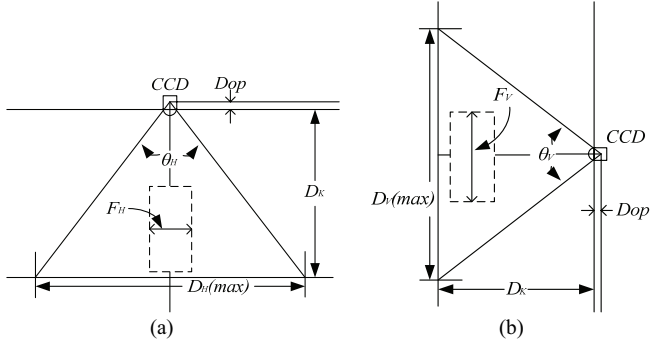 CCD
Dop
θH
DK
FH
DH(max)
(a)
FV
CCD
θV
DV(max)
Dop
DK
(b)